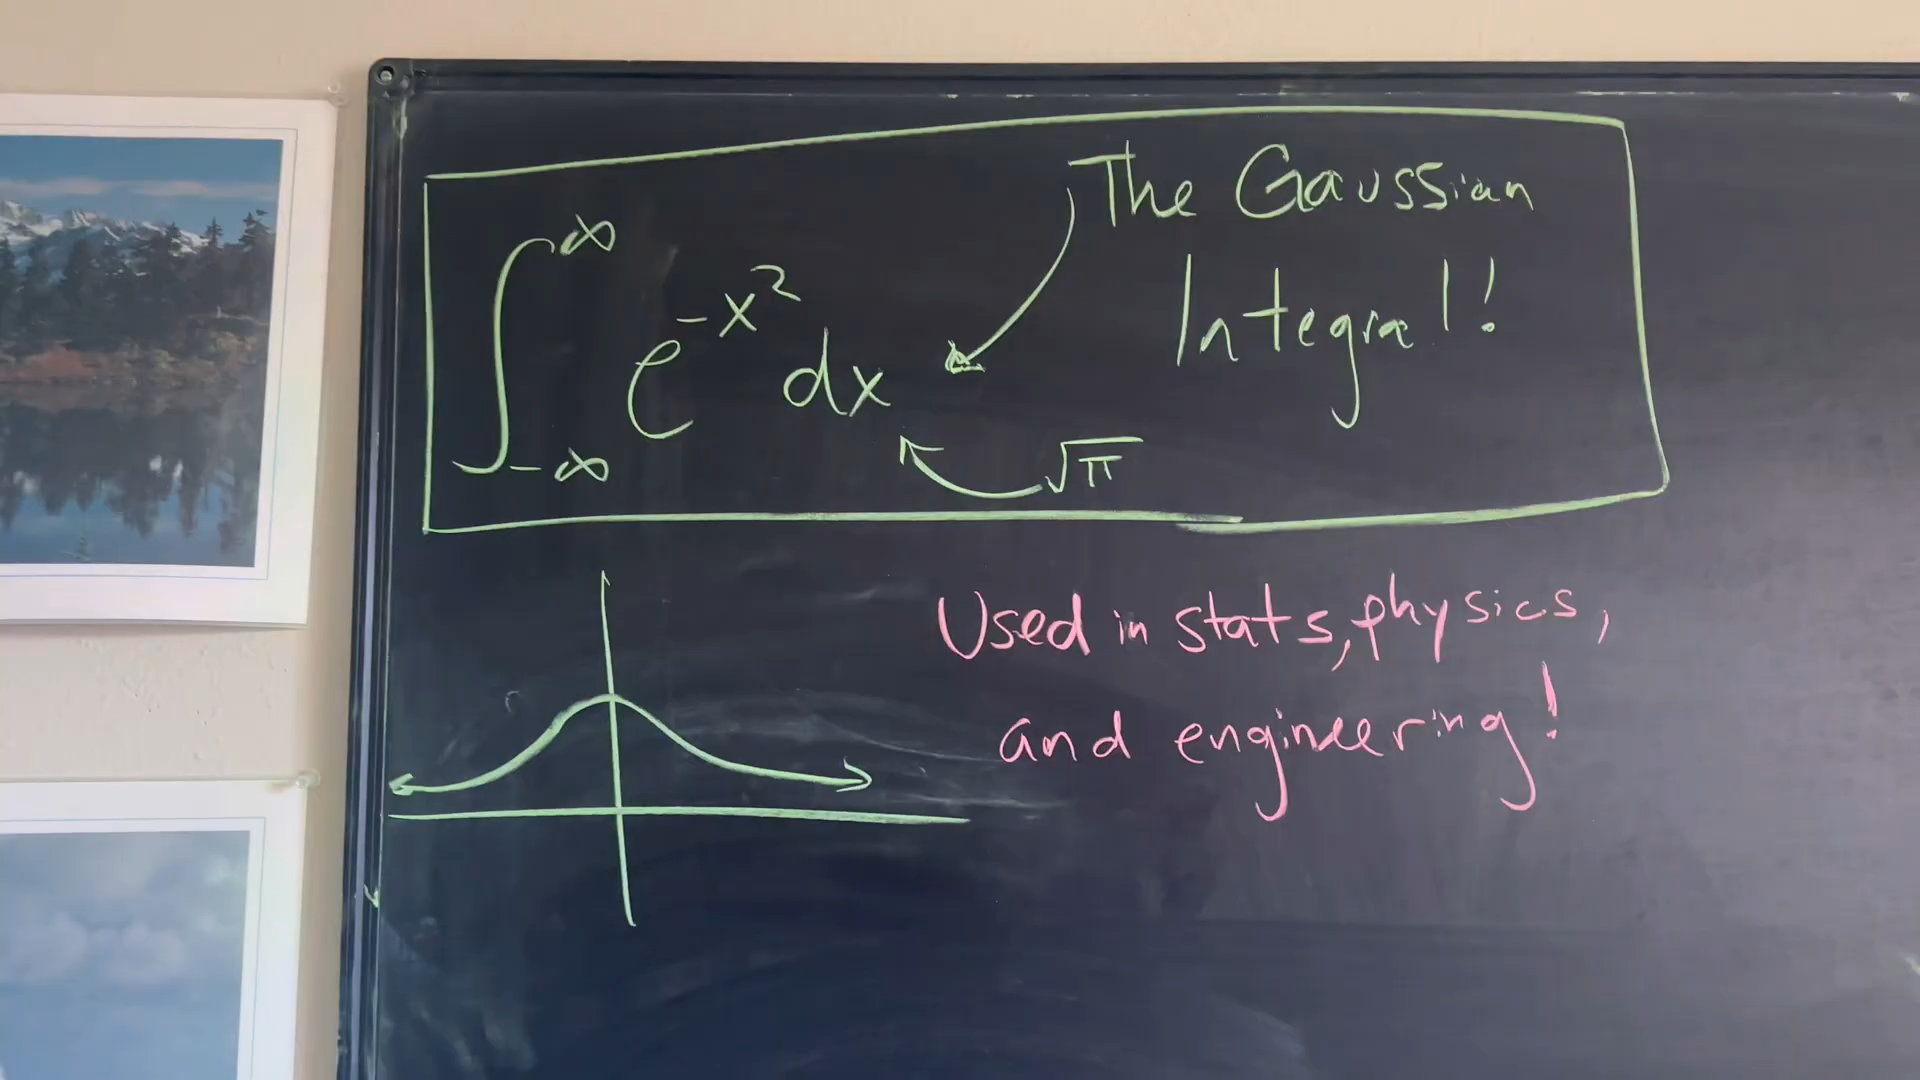 The Gaussian
Integral!
∫_{-∞}^{∞} e^{-x²} dx
√π
Used in stats, physics,
and engineering!